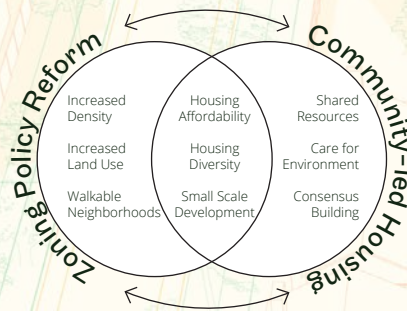 Zoning Policy Reform
Community-led Housing
Increased
Density
Increased
Land Use
Walkable
Neighborhoods
Housing
Affordability
Housing
Diversity
Small Scale
Development
Shared
Resources
Care for
Environment
Consensus
Building